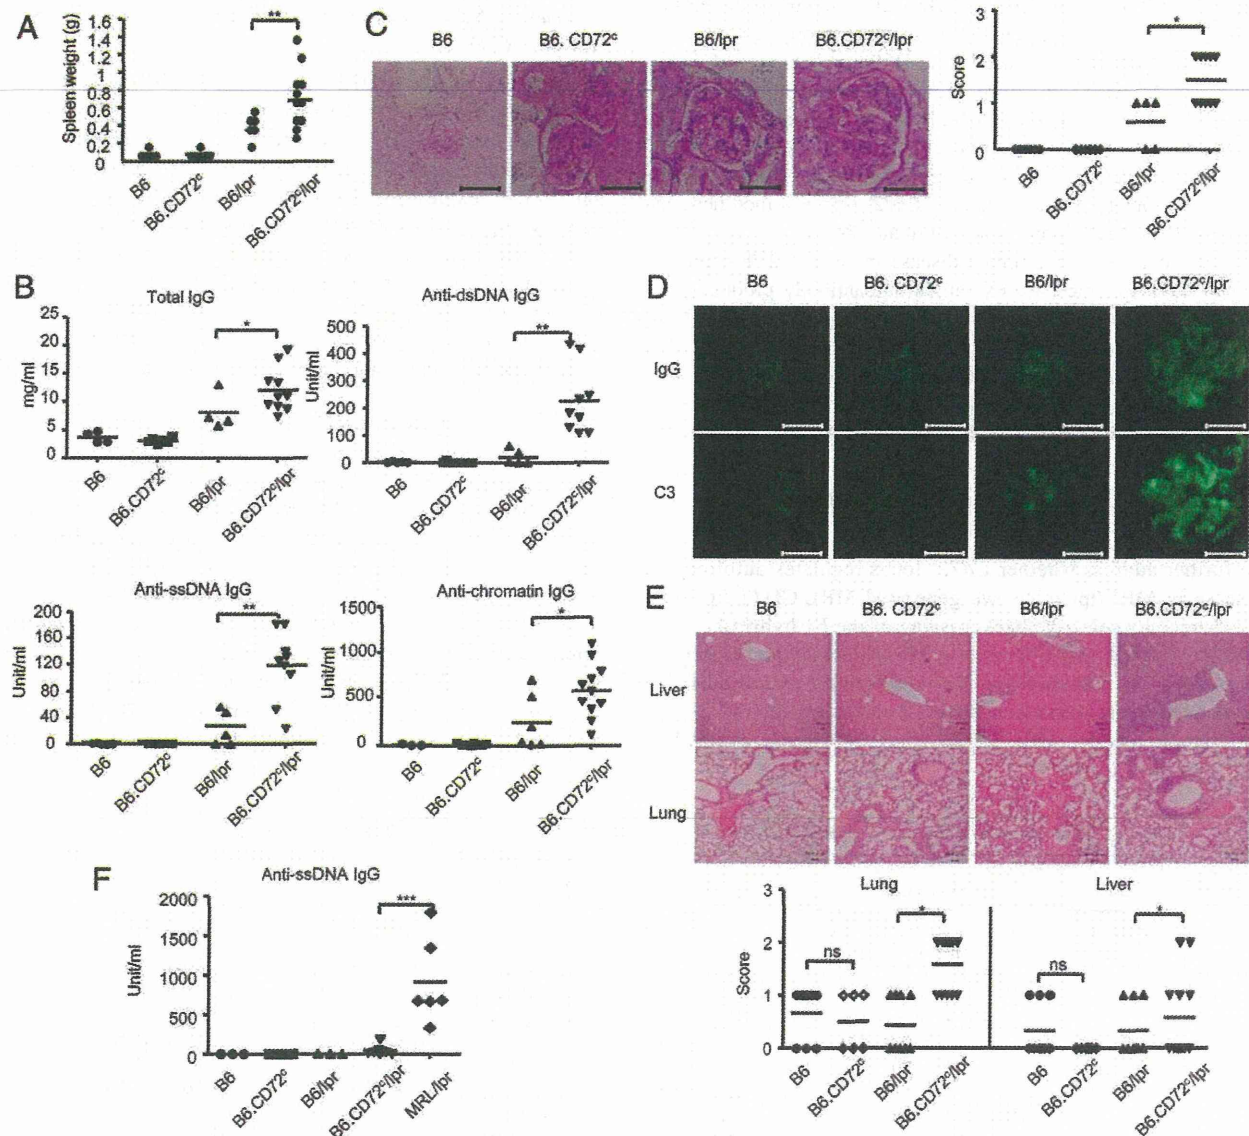 A
Spleen weight (g)
1.6
1.4
1.2
1
0.8
0.6
0.4
0.2
0
**
B6
B6.CD72c
B6/lpr
B6.CD72c/lpr
C
B6
B6. CD72c
B6/lpr
B6.CD72c/lpr
Score
3
2
1
0
*
B6
B6.CD72c
B6/lpr
B6.CD72c/lpr
B
Total IgG
mg/ml
25
20
15
10
5
0
*
B6
B6.CD72c
B6/lpr
B6.CD72c/lpr
Anti-dsDNA IgG
Unit/ml
500
400
300
200
100
0
**
B6
B6.CD72c
B6/lpr
B6.CD72c/lpr
Anti-ssDNA IgG
Unit/ml
200
160
120
80
40
0
**
B6
B6.CD72c
B6/lpr
B6.CD72c/lpr
Anti-chromatin IgG
Unit/ml
1500
1000
500
0
*
B6
B6.CD72c
B6/lpr
B6.CD72c/lpr
D
B6
B6. CD72c
B6/lpr
B6.CD72c/lpr
IgG
C3
E
B6
B6. CD72c
B6/lpr
B6.CD72c/lpr
Liver
Lung
Lung
Liver
Score
3
2
1
0
ns
*
ns
*
B6
B6.CD72c
B6/lpr
B6.CD72c/lpr
B6
B6.CD72c
B6/lpr
B6.CD72c/lpr
F
Anti-ssDNA IgG
Unit/ml
2000
1500
1000
500
0
***
B6
B6.CD72c
B6/lpr
B6.CD72c/lpr
MRL/lpr